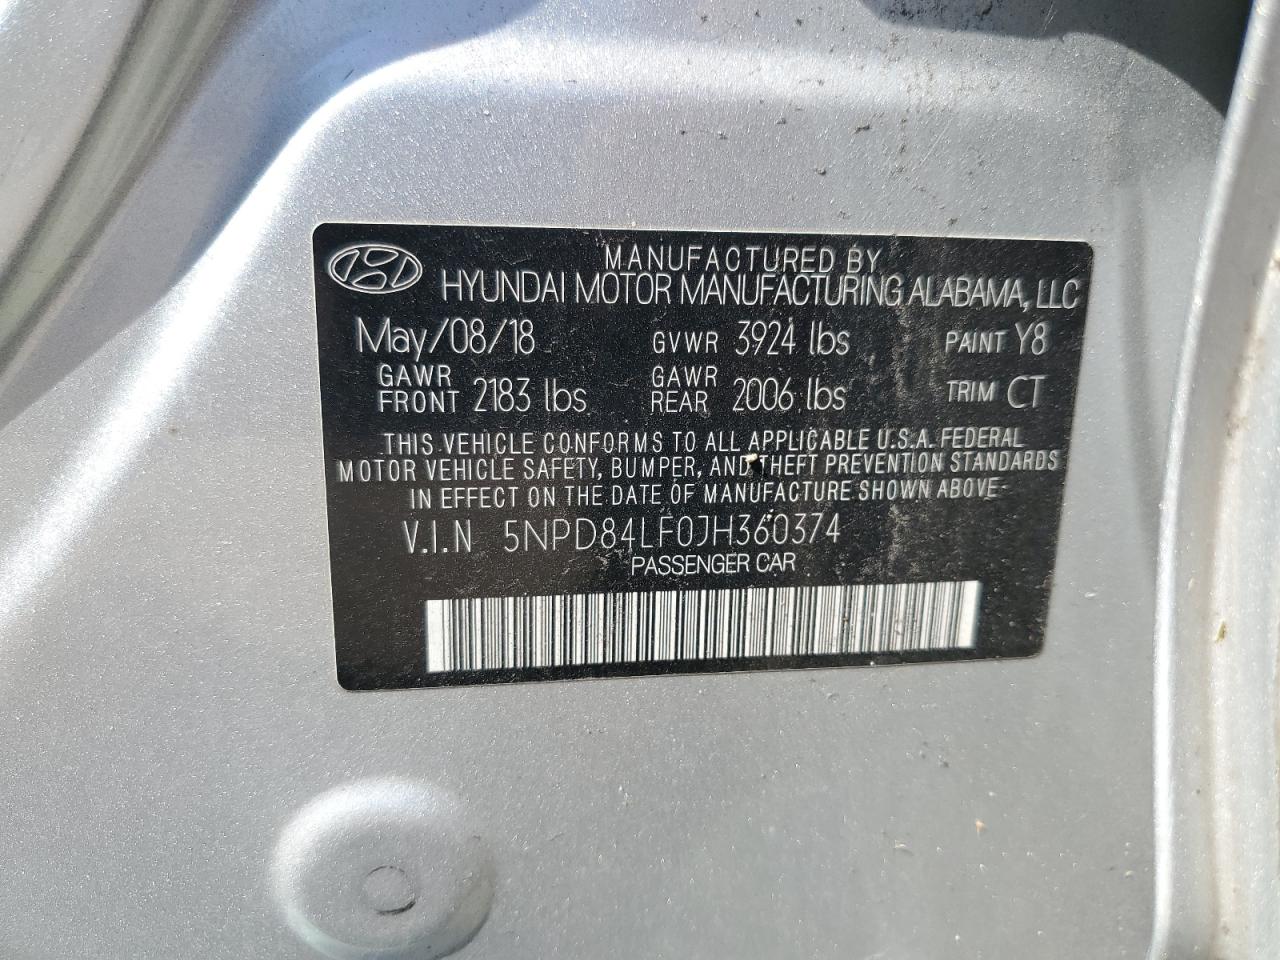 MANUFACTURED BY
HYUNDAI MOTOR MANUFACTURING ALABAMA, LLC
May/08/18 GVWR 3924 lbs PAINT Y8
GAWR FRONT 2183 lbs GAWR REAR 2006 lbs TRIM CT
THIS VEHICLE CONFORMS TO ALL APPLICABLE U.S.A. FEDERAL
MOTOR VEHICLE SAFETY, BUMPER, AND THEFT PREVENTION STANDARDS
IN EFFECT ON THE DATE OF MANUFACTURE SHOWN ABOVE
V.I.N 5NPD84LF0JH360374
PASSENGER CAR